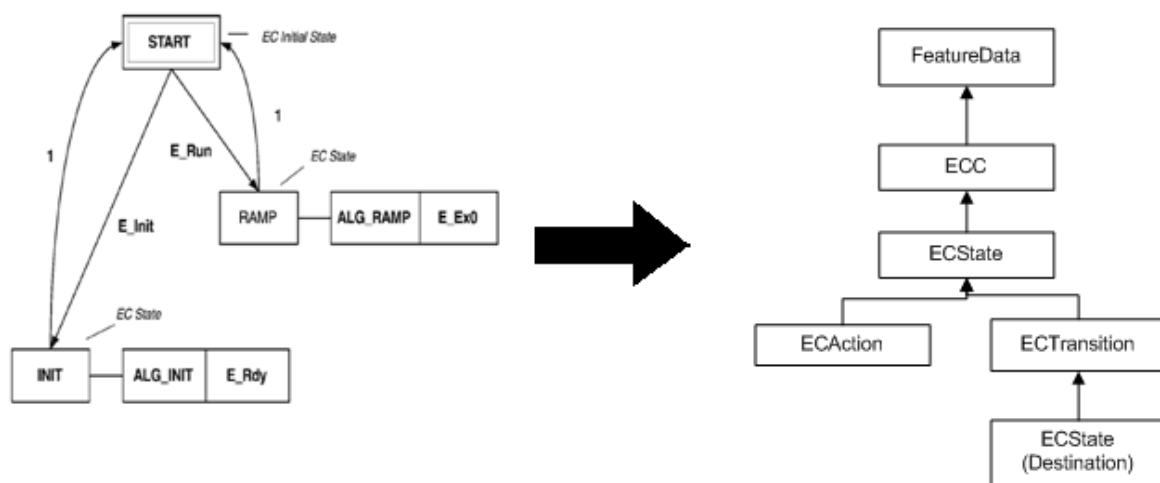 START
EC Initial State
1
1
E_Run
EC State
RAMP
ALG_RAMP
E_Ex0
E_Init
EC State
INIT
ALG_INIT
E_Rdy
FeatureData
ECC
ECState
ECAction
ECTransition
ECState
(Destination)